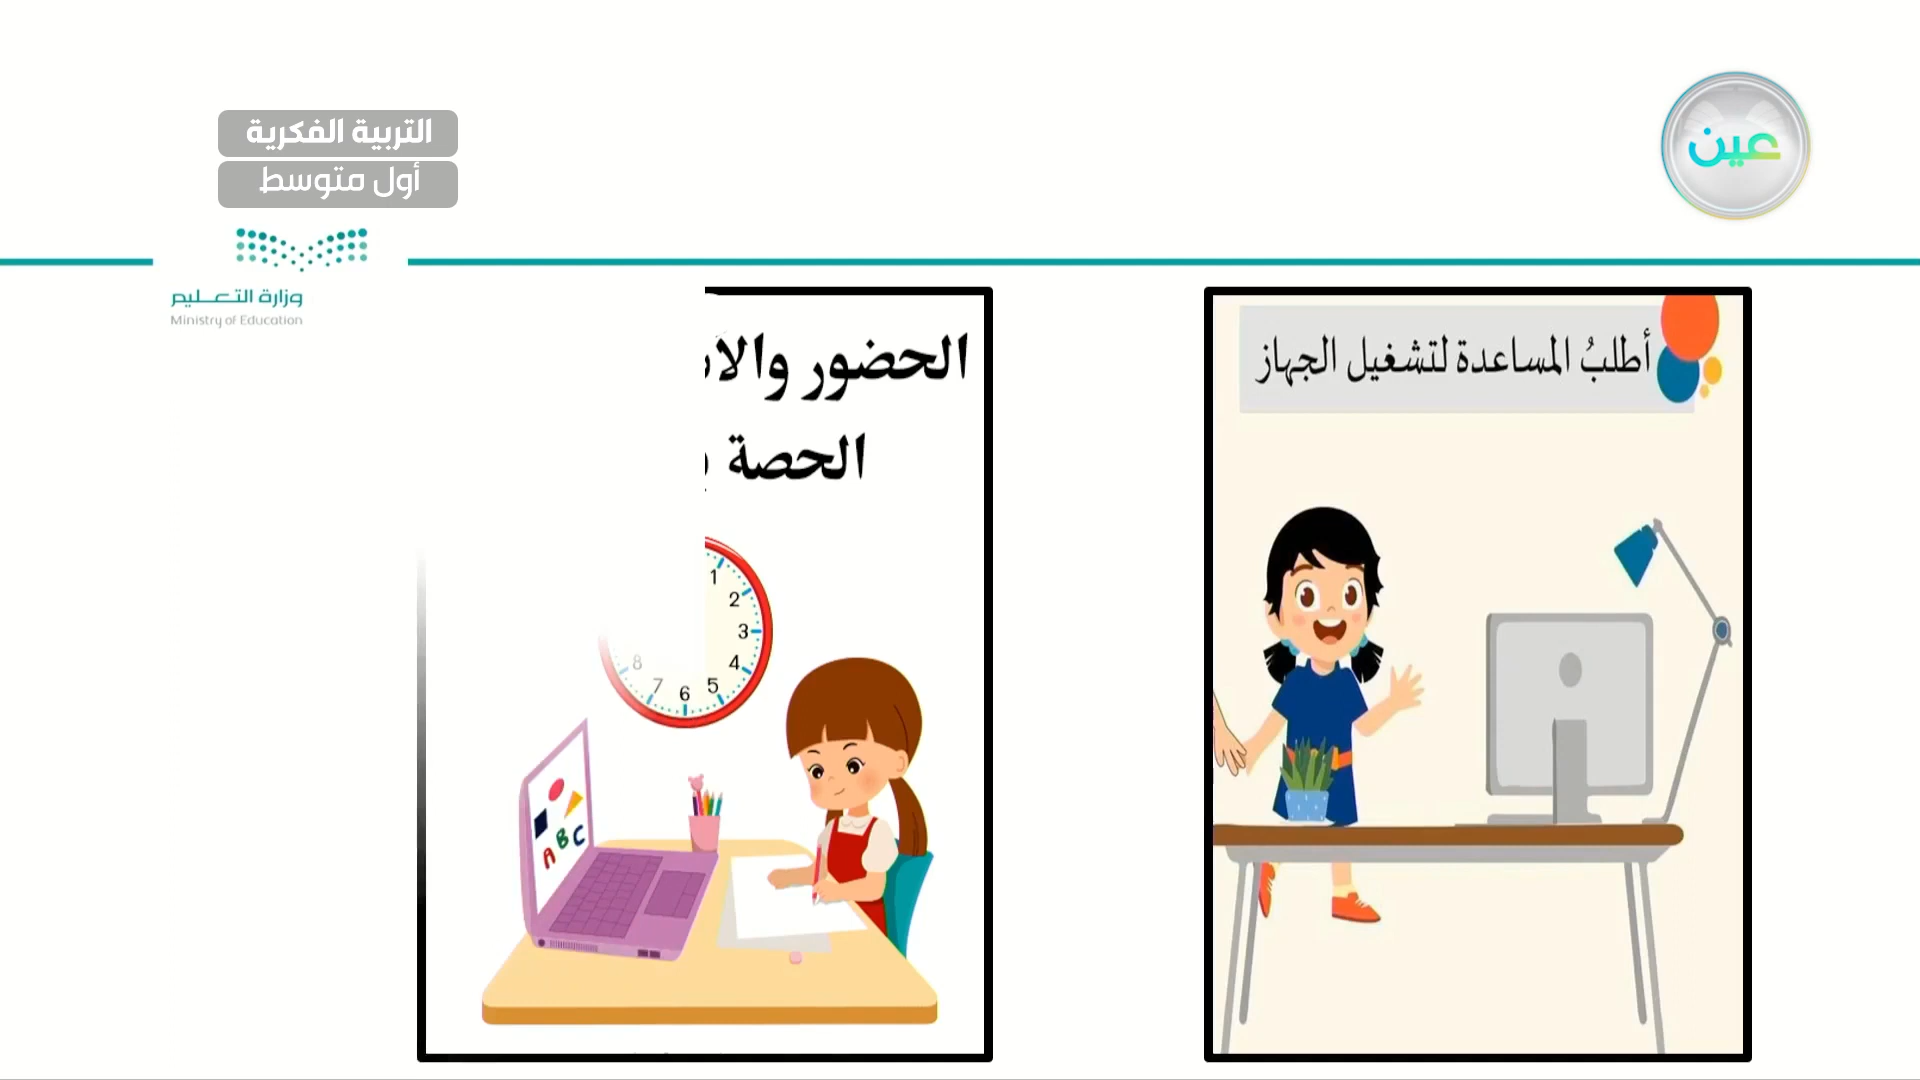 التربية الفكرية
أول متوسط
عين
وزارة التعليم
Ministry of Education
أطلبُ المساعدة لتشغيل الجهاز
الحضور
الحصة
1
2
3
4
5
6
7
8
A B C